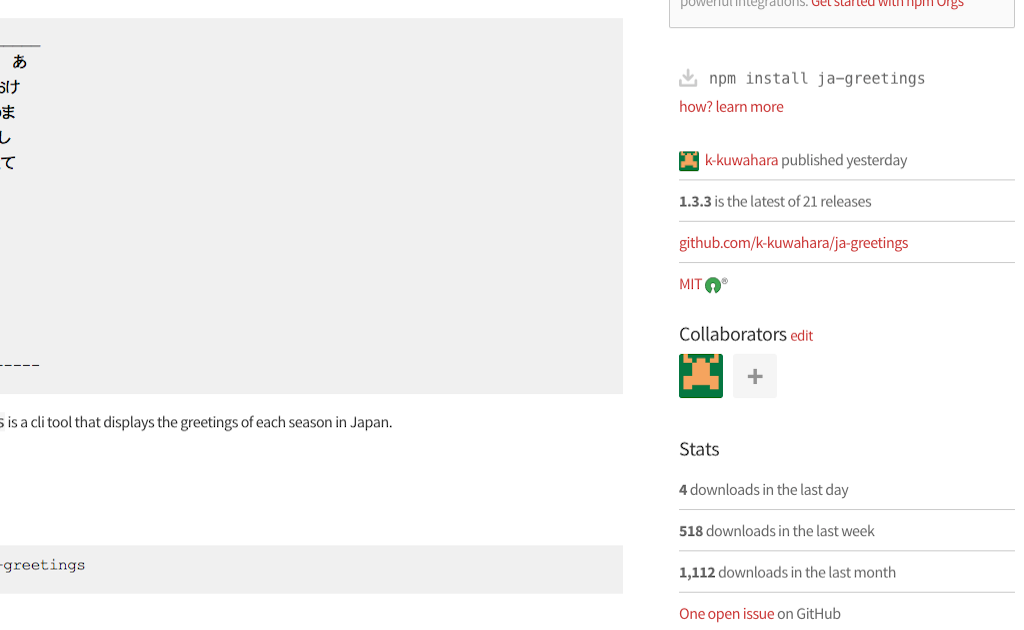 あ
け
ま
し
て
is a cli tool that displays the greetings of each season in Japan.
-greetings
powerful integrations. Get started with npm Orgs
npm install ja-greetings
how? learn more
k-kuwahara published yesterday
1.3.3 is the latest of 21 releases
github.com/k-kuwahara/ja-greetings
MIT ®
Collaborators edit
+
Stats
4 downloads in the last day
518 downloads in the last week
1,112 downloads in the last month
One open issue on GitHub